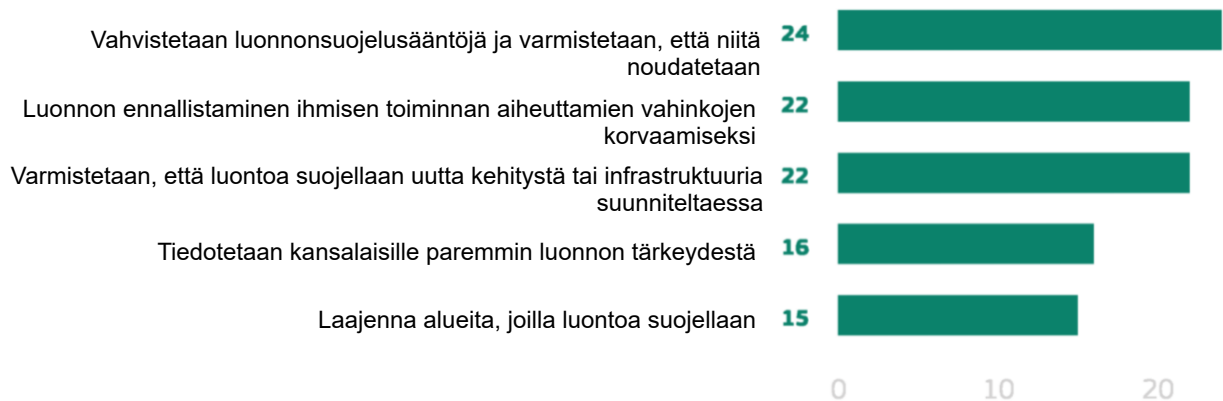 Vahvistetaan luonnonsuojelusääntöjä ja varmistetaan, että niitä
noudatetaan
24
Luonnon ennallistaminen ihmisen toiminnan aiheuttamien vahinkojen
korvaamiseksi
22
Varmistetaan, että luontoa suojellaan uutta kehitystä tai infrastruktuuria
suunniteltaessa
22
Tiedotetaan kansalaisille paremmin luonnon tärkeydestä
16
Laajenna alueita, joilla luontoa suojellaan
15
0 10 20